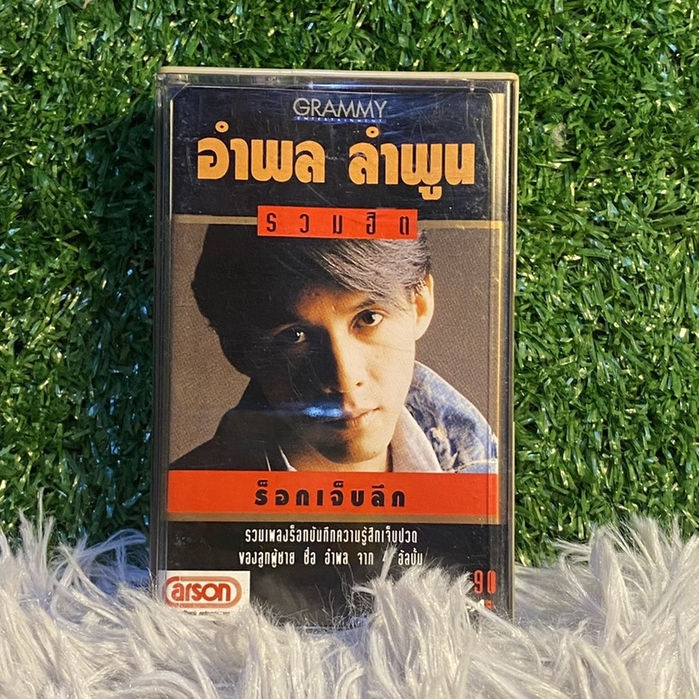 GRAMMY
ENTERTAINMENT
อำพล ลำพูน
รวมฮิต
ร็อกเจ็บลึก
รวมเพลงร็อกบันทึกความรู้สึกเจ็บปวด
ของลูกผู้ชาย ชื่อ อำพล จาก 4 อัลบั้ม
Carson
90